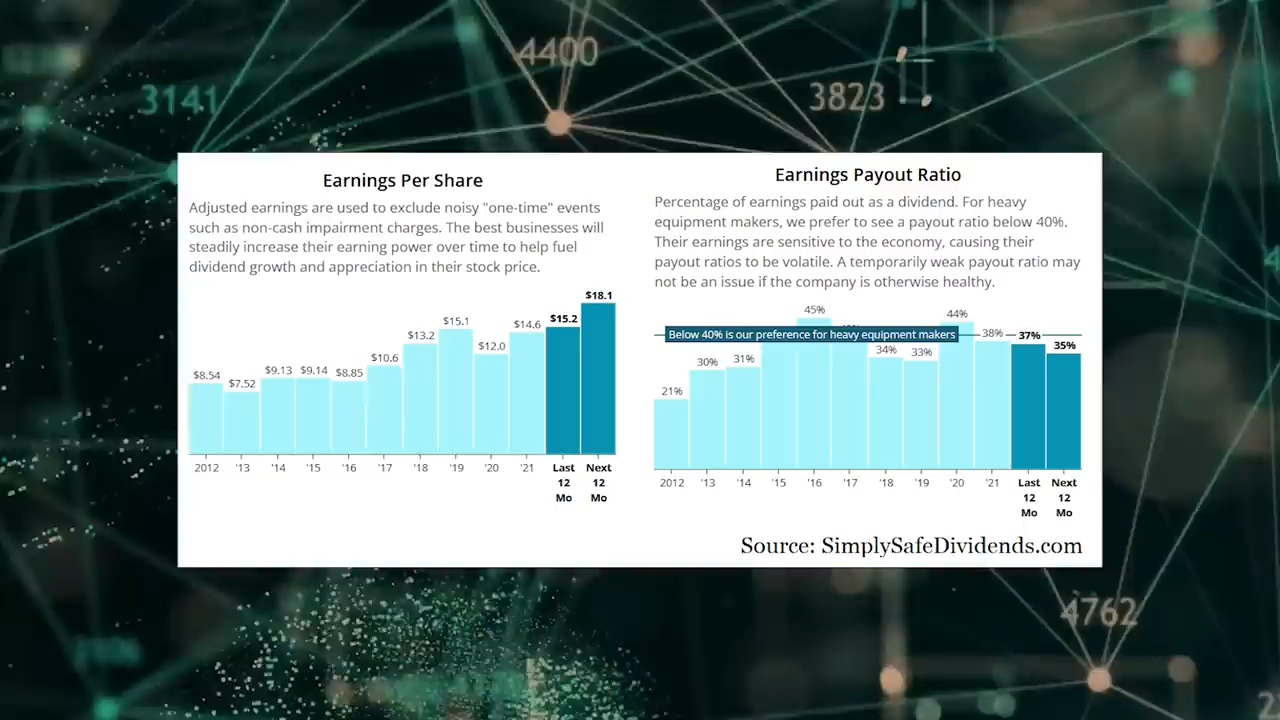 4400
3141
3823
Earnings Per Share
Adjusted earnings are used to exclude noisy "one-time" events
such as non-cash impairment charges. The best businesses will
steadily increase their earning power over time to help fuel
dividend growth and appreciation in their stock price.
$8.54 $7.52 $9.13 $9.14 $8.85 $10.6 $13.2 $15.1 $12.0 $14.6 $15.2 $18.1
2012 '13 '14 '15 '16 '17 '18 '19 '20 '21 Last Next
12 12
Mo Mo
Earnings Payout Ratio
Percentage of earnings paid out as a dividend. For heavy
equipment makers, we prefer to see a payout ratio below 40%.
Their earnings are sensitive to the economy, causing their
payout ratios to be volatile. A temporarily weak payout ratio may
not be an issue if the company is otherwise healthy.
Below 40% is our preference for heavy equipment makers
21% 30% 31% 45% 34% 33% 44% 38% 37% 35%
2012 '13 '14 '15 '16 '17 '18 '19 '20 '21 Last Next
12 12
Mo Mo
Source: SimplySafeDividends.com
4762